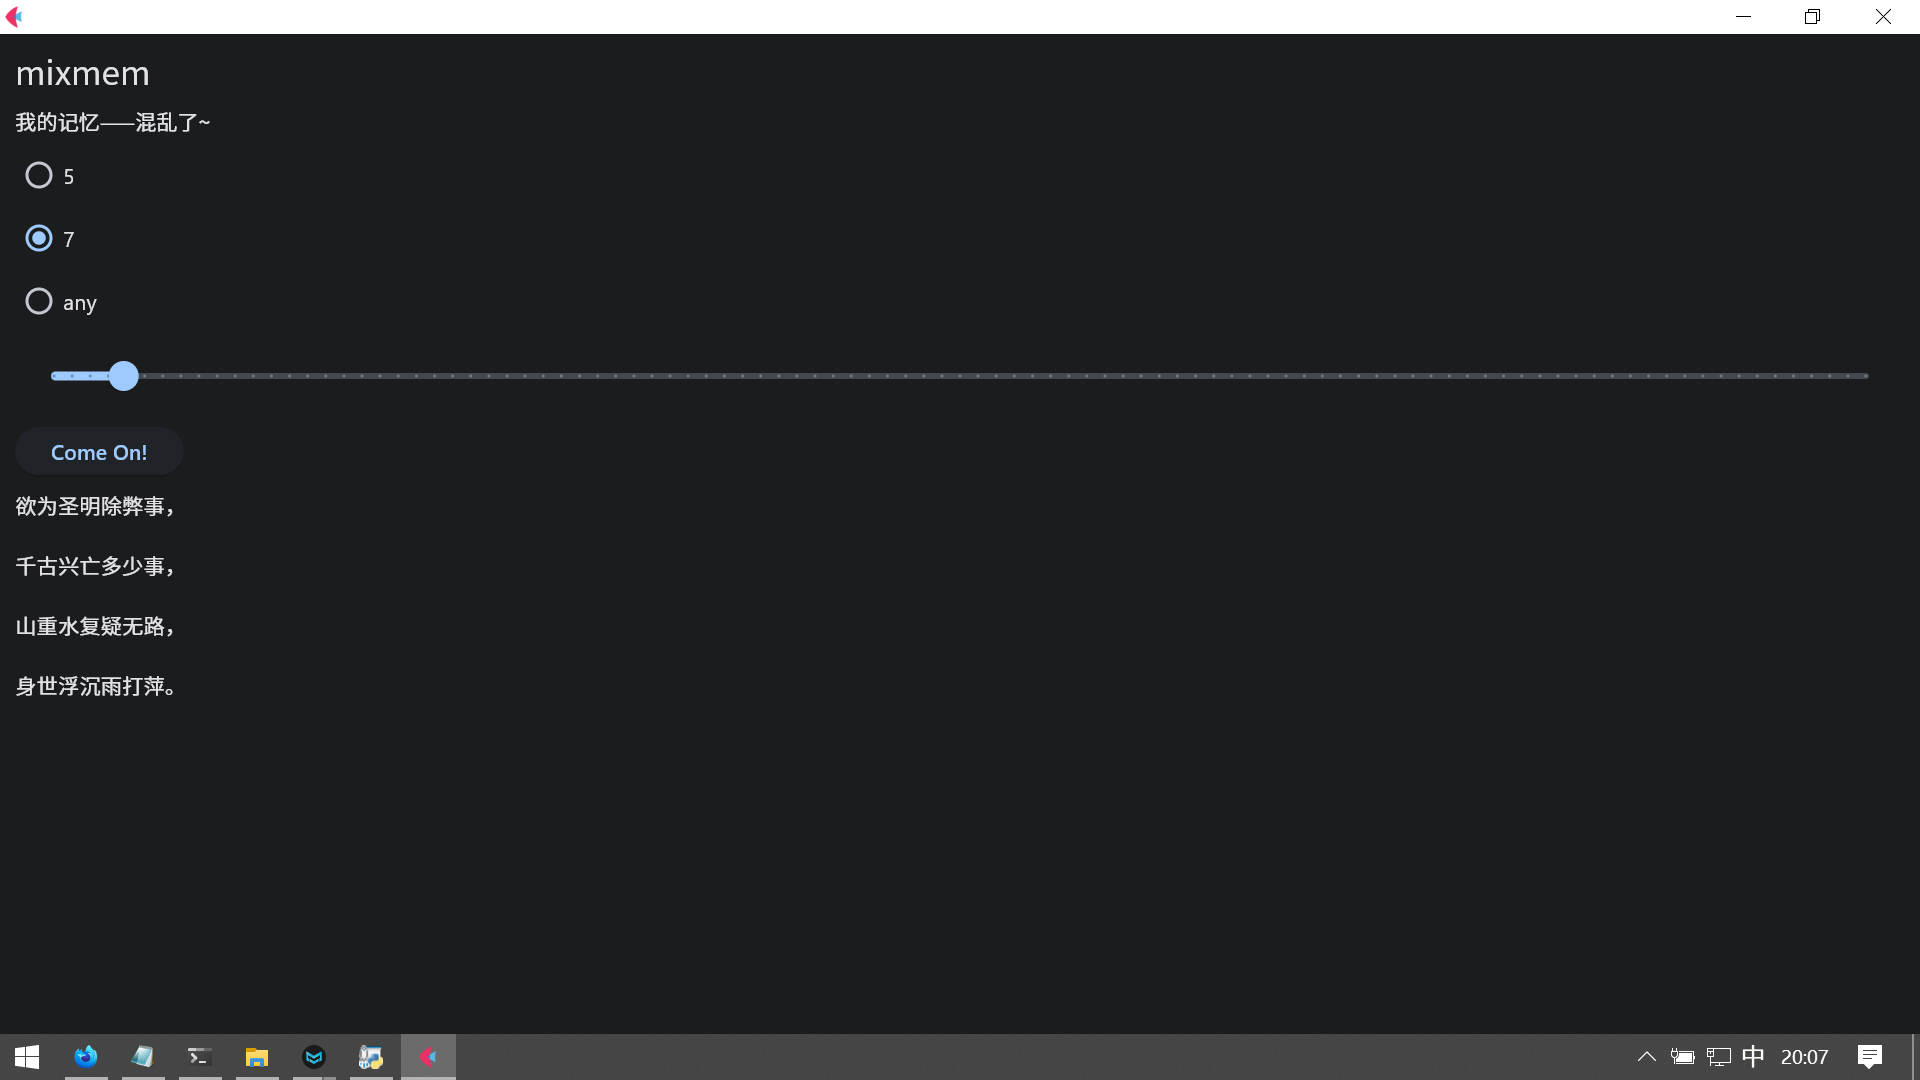 mixmem
我的记忆——混乱了~
5
7
any
Come On!
欲为圣明除弊事，
千古兴亡多少事，
山重水复疑无路，
身世浮沉雨打萍。
中
20:07